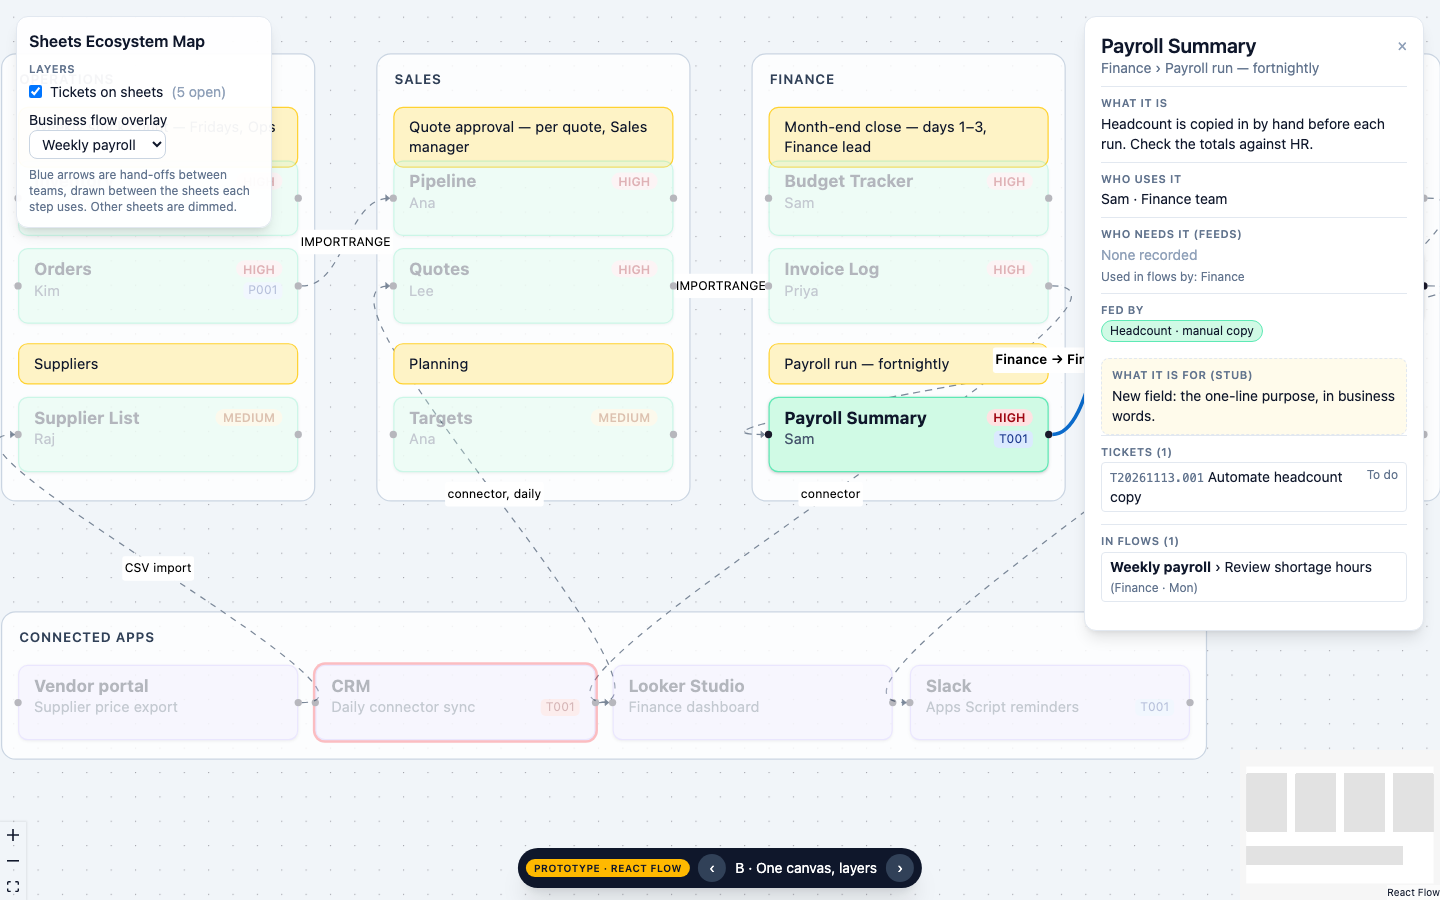 Sheets Ecosystem Map
LAYERS
Tickets on sheets (5 open)
Business flow overlay
Weekly payroll
Blue arrows are hand-offs between
teams, drawn between the sheets each
step uses. Other sheets are dimmed.
OPERATIONS
— Fridays, Ops
Orders
HIGH
Kim
P001
Suppliers
Supplier List
MEDIUM
Raj
IMPORTRANGE
SALES
Quote approval — per quote, Sales
manager
Pipeline
HIGH
Ana
Quotes
HIGH
Lee
Planning
Targets
MEDIUM
Ana
IMPORTRANGE
FINANCE
Month-end close — days 1–3,
Finance lead
Budget Tracker
HIGH
Sam
Invoice Log
HIGH
Priya
Payroll run — fortnightly
Finance → Fin
Payroll Summary
HIGH
Sam
T001
connector, daily
connector
CSV import
CONNECTED APPS
Vendor portal
Supplier price export
CRM
Daily connector sync
T001
Looker Studio
Finance dashboard
Slack
Apps Script reminders
T001
Payroll Summary
×
Finance › Payroll run — fortnightly
WHAT IT IS
Headcount is copied in by hand before each
run. Check the totals against HR.
WHO USES IT
Sam · Finance team
WHO NEEDS IT (FEEDS)
None recorded
Used in flows by: Finance
FED BY
Headcount · manual copy
WHAT IT IS FOR (STUB)
New field: the one-line purpose, in business
words.
TICKETS (1)
T20261113.001 Automate headcount
copy
To do
IN FLOWS (1)
Weekly payroll › Review shortage hours
(Finance · Mon)
PROTOTYPE · REACT FLOW
‹
B · One canvas, layers
›
React Flow